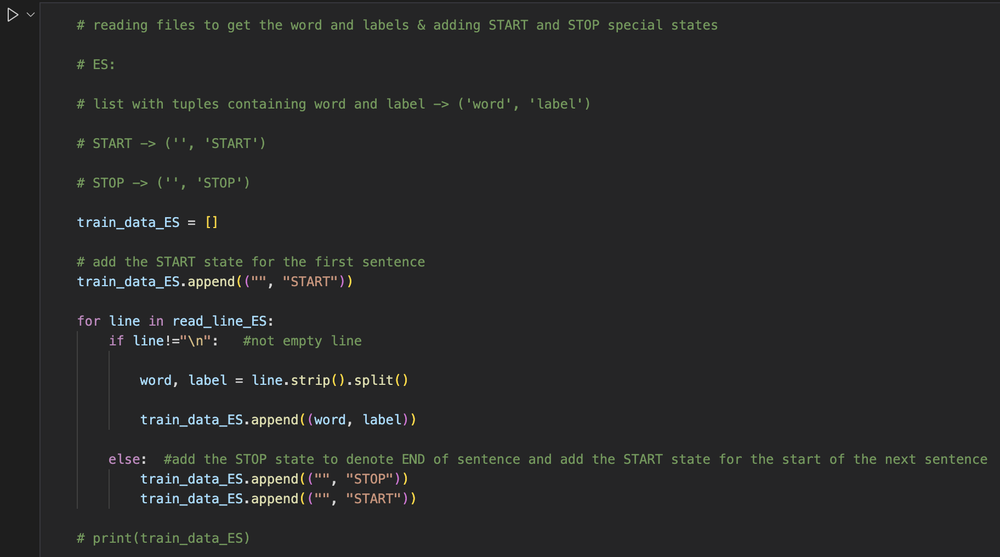 # reading files to get the word and labels & adding START and STOP special states
# ES:
# list with tuples containing word and label -> ('word', 'label')
# START -> ('', 'START')
# STOP -> ('', 'STOP')
train_data_ES = []
# add the START state for the first sentence
train_data_ES.append(("", "START"))
for line in read_line_ES:
    if line!="\n":   #not empty line
        word, label = line.strip().split()
        train_data_ES.append((word, label))
    else:  #add the STOP state to denote END of sentence and add the START state for the start of the next sentence
        train_data_ES.append(("", "STOP"))
        train_data_ES.append(("", "START"))
# print(train_data_ES)